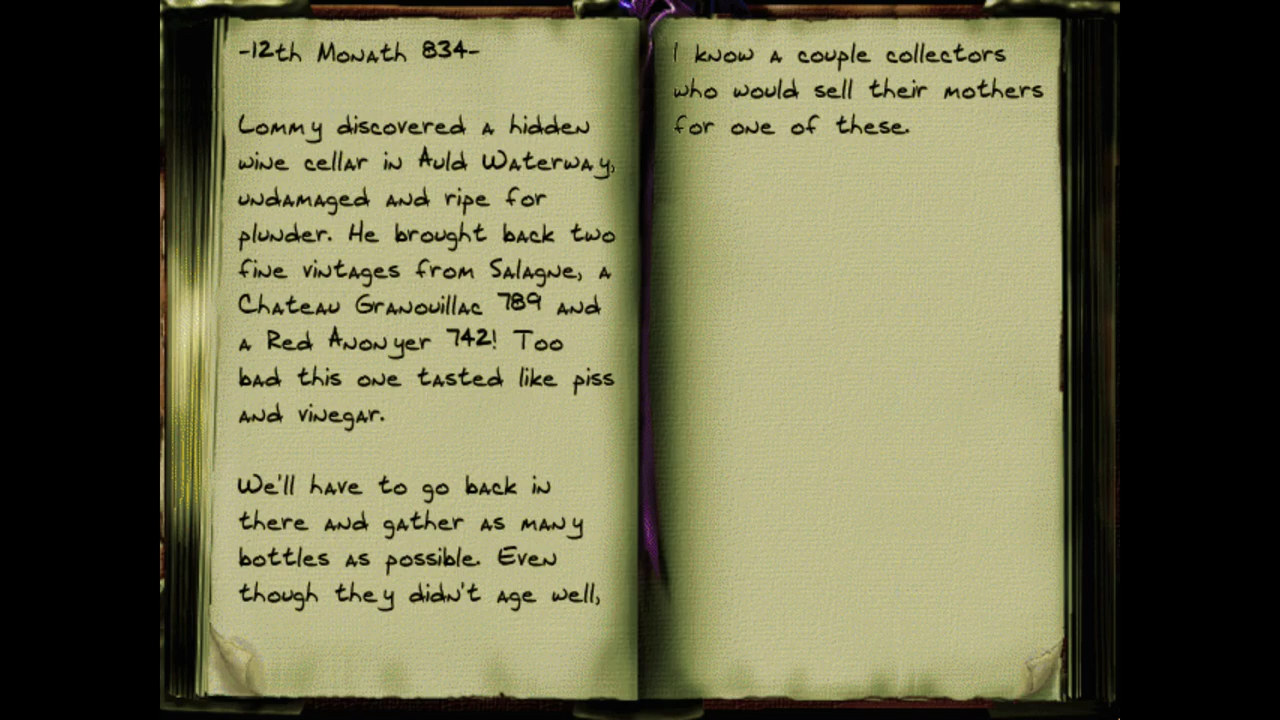 -12th Monath 834-
Lommy discovered a hidden
wine cellar in Auld Waterway,
undamaged and ripe for
plunder. He brought back two
fine vintages from Salagne, a
Chateau Granouillac 789 and
a Red Anonyer 742! Too
bad this one tasted like piss
and vinegar.
We'll have to go back in
there and gather as many
bottles as possible. Even
though they didn't age well,
I know a couple collectors
who would sell their mothers
for one of these.